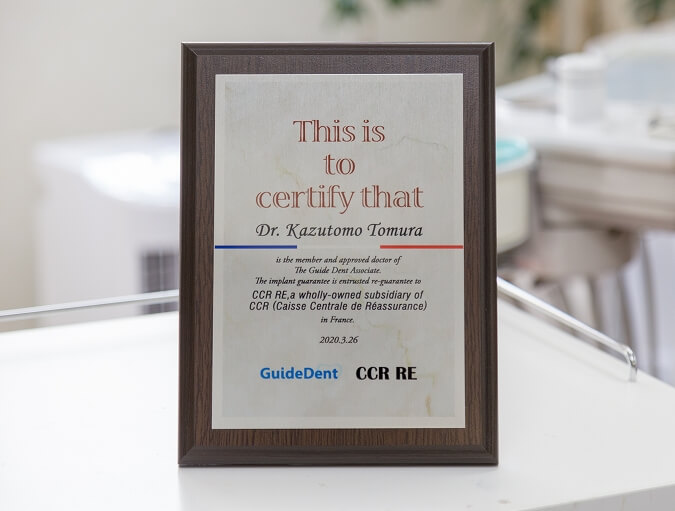 This is
to
certify that
Dr. Kazutomo Tomura
is the member and approved doctor of
The Guide Dent Associate.
The implant guarantee is entrusted re-guarantee to
CCR RE,a wholly-owned subsidiary of
CCR (Caisse Centrale de Réassurance)
in France.
2020.3.26
GuideDent CCR RE